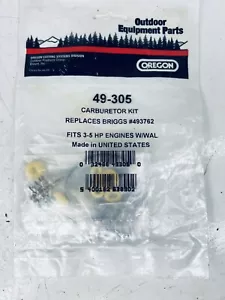 Outdoor
Equipment Parts
OREGON
49-305
CARBURETOR KIT
REPLACES BRIGGS #493762
FITS 3-5 HP ENGINES W/WAL
Made in UNITED STATES